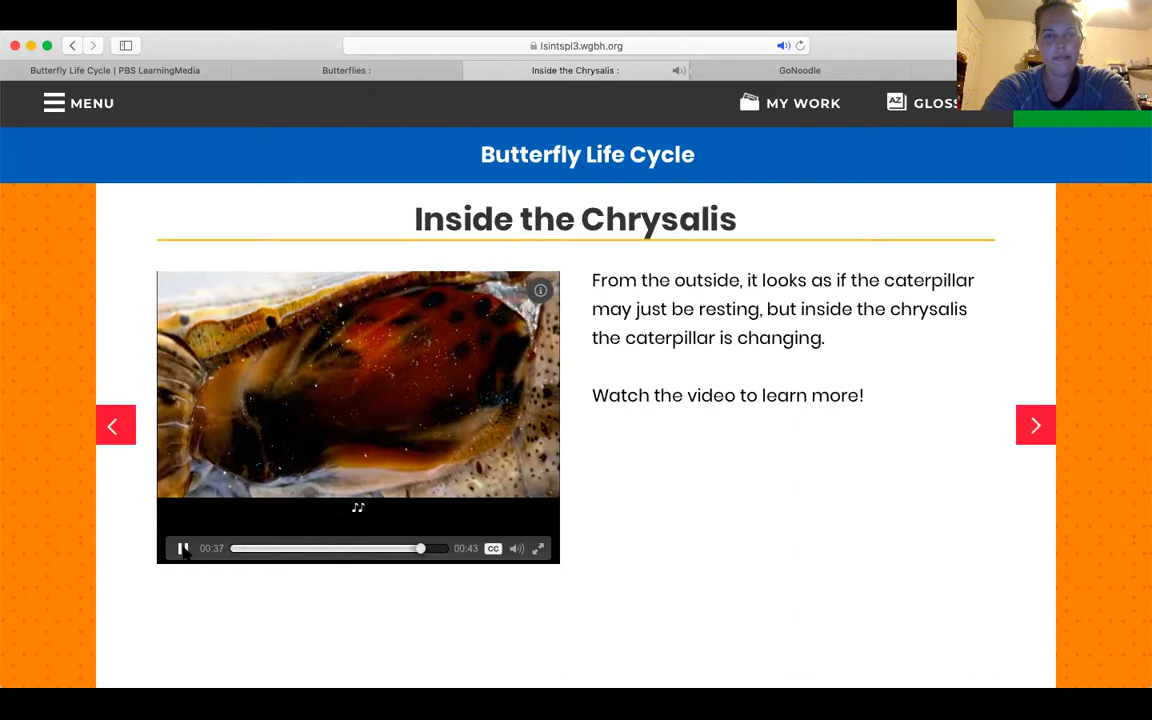 lsintspl3.wgbh.org
Butterfly Life Cycle | PBS LearningMedia
Butterflies :
Inside the Chrysalis :
GoNoodle
MENU
MY WORK
AZ
GLOSS
Butterfly Life Cycle
Inside the Chrysalis
From the outside, it looks as if the caterpillar
may just be resting, but inside the chrysalis
the caterpillar is changing.
Watch the video to learn more!
♪♪
00:37
00:43
CC